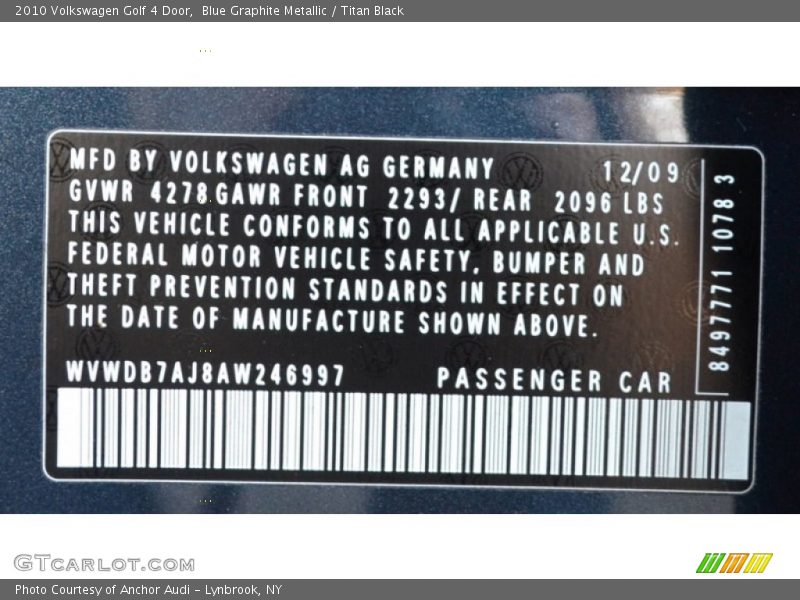 2010 Volkswagen Golf 4 Door,  Blue Graphite Metallic / Titan Black
MFD BY VOLKSWAGEN AG GERMANY 12/09
GVWR 4278 GAWR FRONT 2293/ REAR 2096 LBS
THIS VEHICLE CONFORMS TO ALL APPLICABLE U.S.
FEDERAL MOTOR VEHICLE SAFETY, BUMPER AND
THEFT PREVENTION STANDARDS IN EFFECT ON
THE DATE OF MANUFACTURE SHOWN ABOVE.
WVWDB7AJ8AW246997 PASSENGER CAR
8497771 1078 3
GTCARLOT.COM
Photo Courtesy of Anchor Audi - Lynbrook, NY